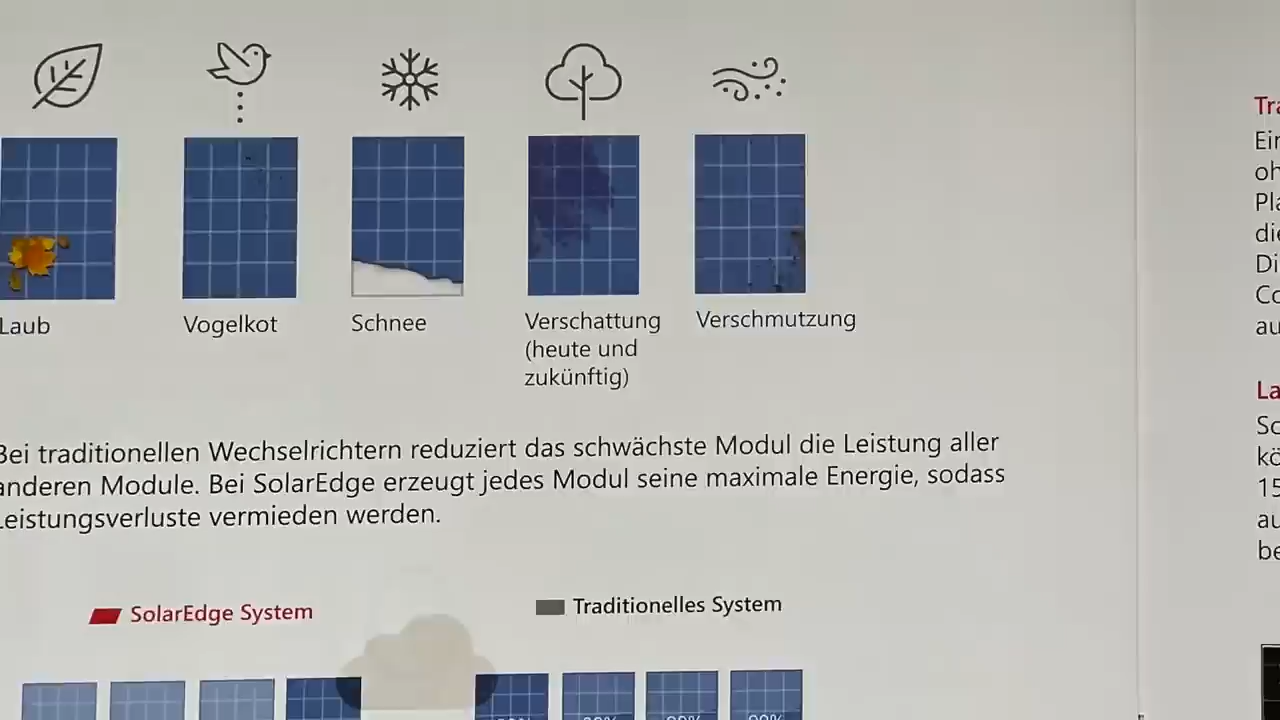 Laub
Vogelkot
Schnee
Verschattung
(heute und
zukünftig)
Verschmutzung
Bei traditionellen Wechselrichtern reduziert das schwächste Modul die Leistung aller
anderen Module. Bei SolarEdge erzeugt jedes Modul seine maximale Energie, sodass
Leistungsverluste vermieden werden.
SolarEdge System
Traditionelles System